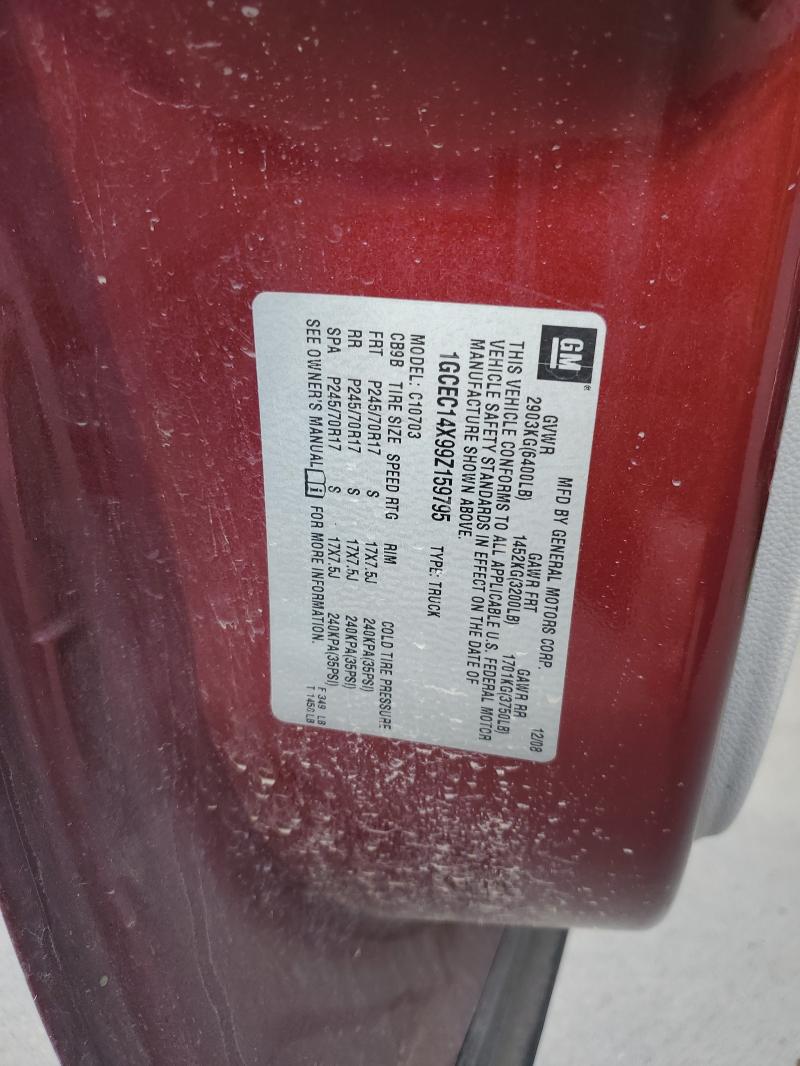 GM®
MFD BY GENERAL MOTORS CORP 12/08
GVWR GAWR FRT GAWR RR
2903KG(6400LB) 1452KG(3200LB) 1701KG(3750LB)
THIS VEHICLE CONFORMS TO ALL APPLICABLE U.S. FEDERAL MOTOR
VEHICLE SAFETY STANDARDS IN EFFECT ON THE DATE OF
MANUFACTURE SHOWN ABOVE.
1GCEC14X99Z159795 TYPE: TRUCK
MODEL: C10703
CB9B TIRE SIZE SPEED RTG RIM COLD TIRE PRESSURE
FRT P245/70R17 S 17X7.5J 240KPA(35PSI)
RR P245/70R17 S 17X7.5J 240KPA(35PSI)
SPA P245/70R17 S 17X7.5J 240KPA(35PSI)
SEE OWNER'S MANUAL i FOR MORE INFORMATION.
F 349 LB
T 1450 LB